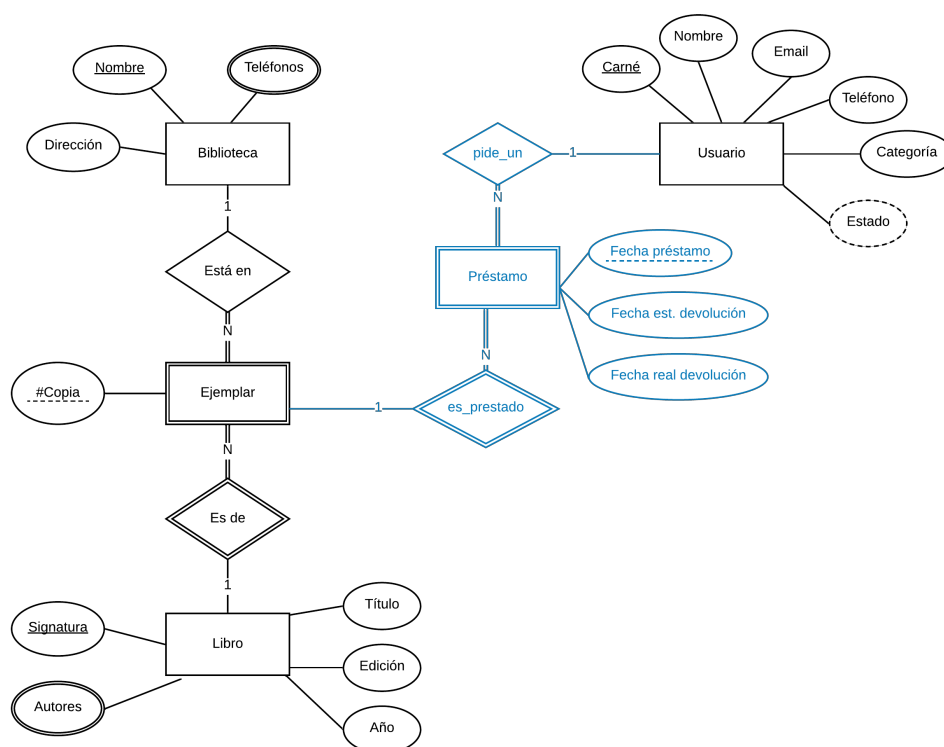 Nombre
Teléfonos
Dirección
Biblioteca
1
Está en
N
#Copia
Ejemplar
N
Es de
1
Signatura
Libro
Autores
Título
Edición
Año
Carné
Nombre
Email
Teléfono
Categoría
Estado
Usuario
1
pide_un
N
Préstamo
Fecha préstamo
Fecha est. devolución
Fecha real devolución
N
es_prestado
1